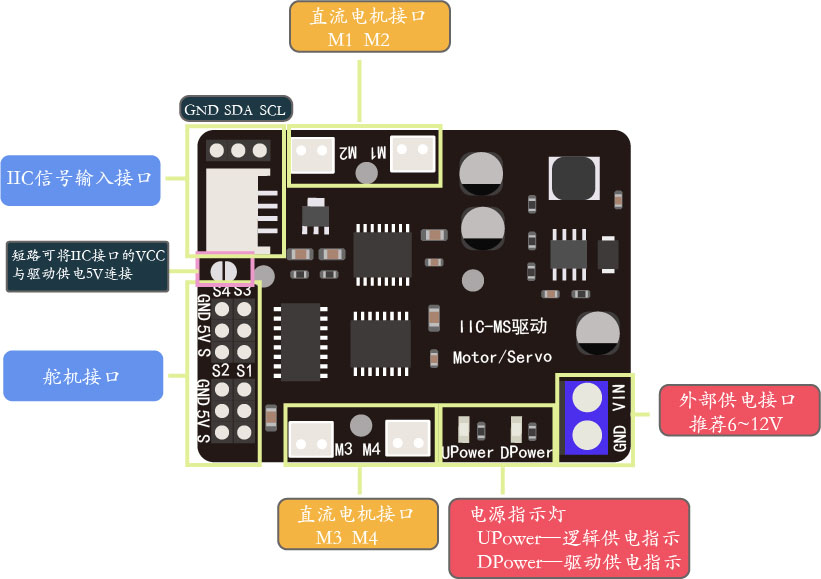 直流电机接口
M1 M2
GND SDA SCL
M2
M1
IIC信号输入接口
短路可将IIC接口的VCC
与驱动供电5V连接
S4 S3
GND 5V S
S2 S1
GND 5V S
舵机接口
IIC-MS驱动
Motor/Servo
M3 M4
UPower DPower
VIN
GND
外部供电接口
推荐6~12V
直流电机接口
M3 M4
电源指示灯
UPower—逻辑供电指示
DPower—驱动供电指示